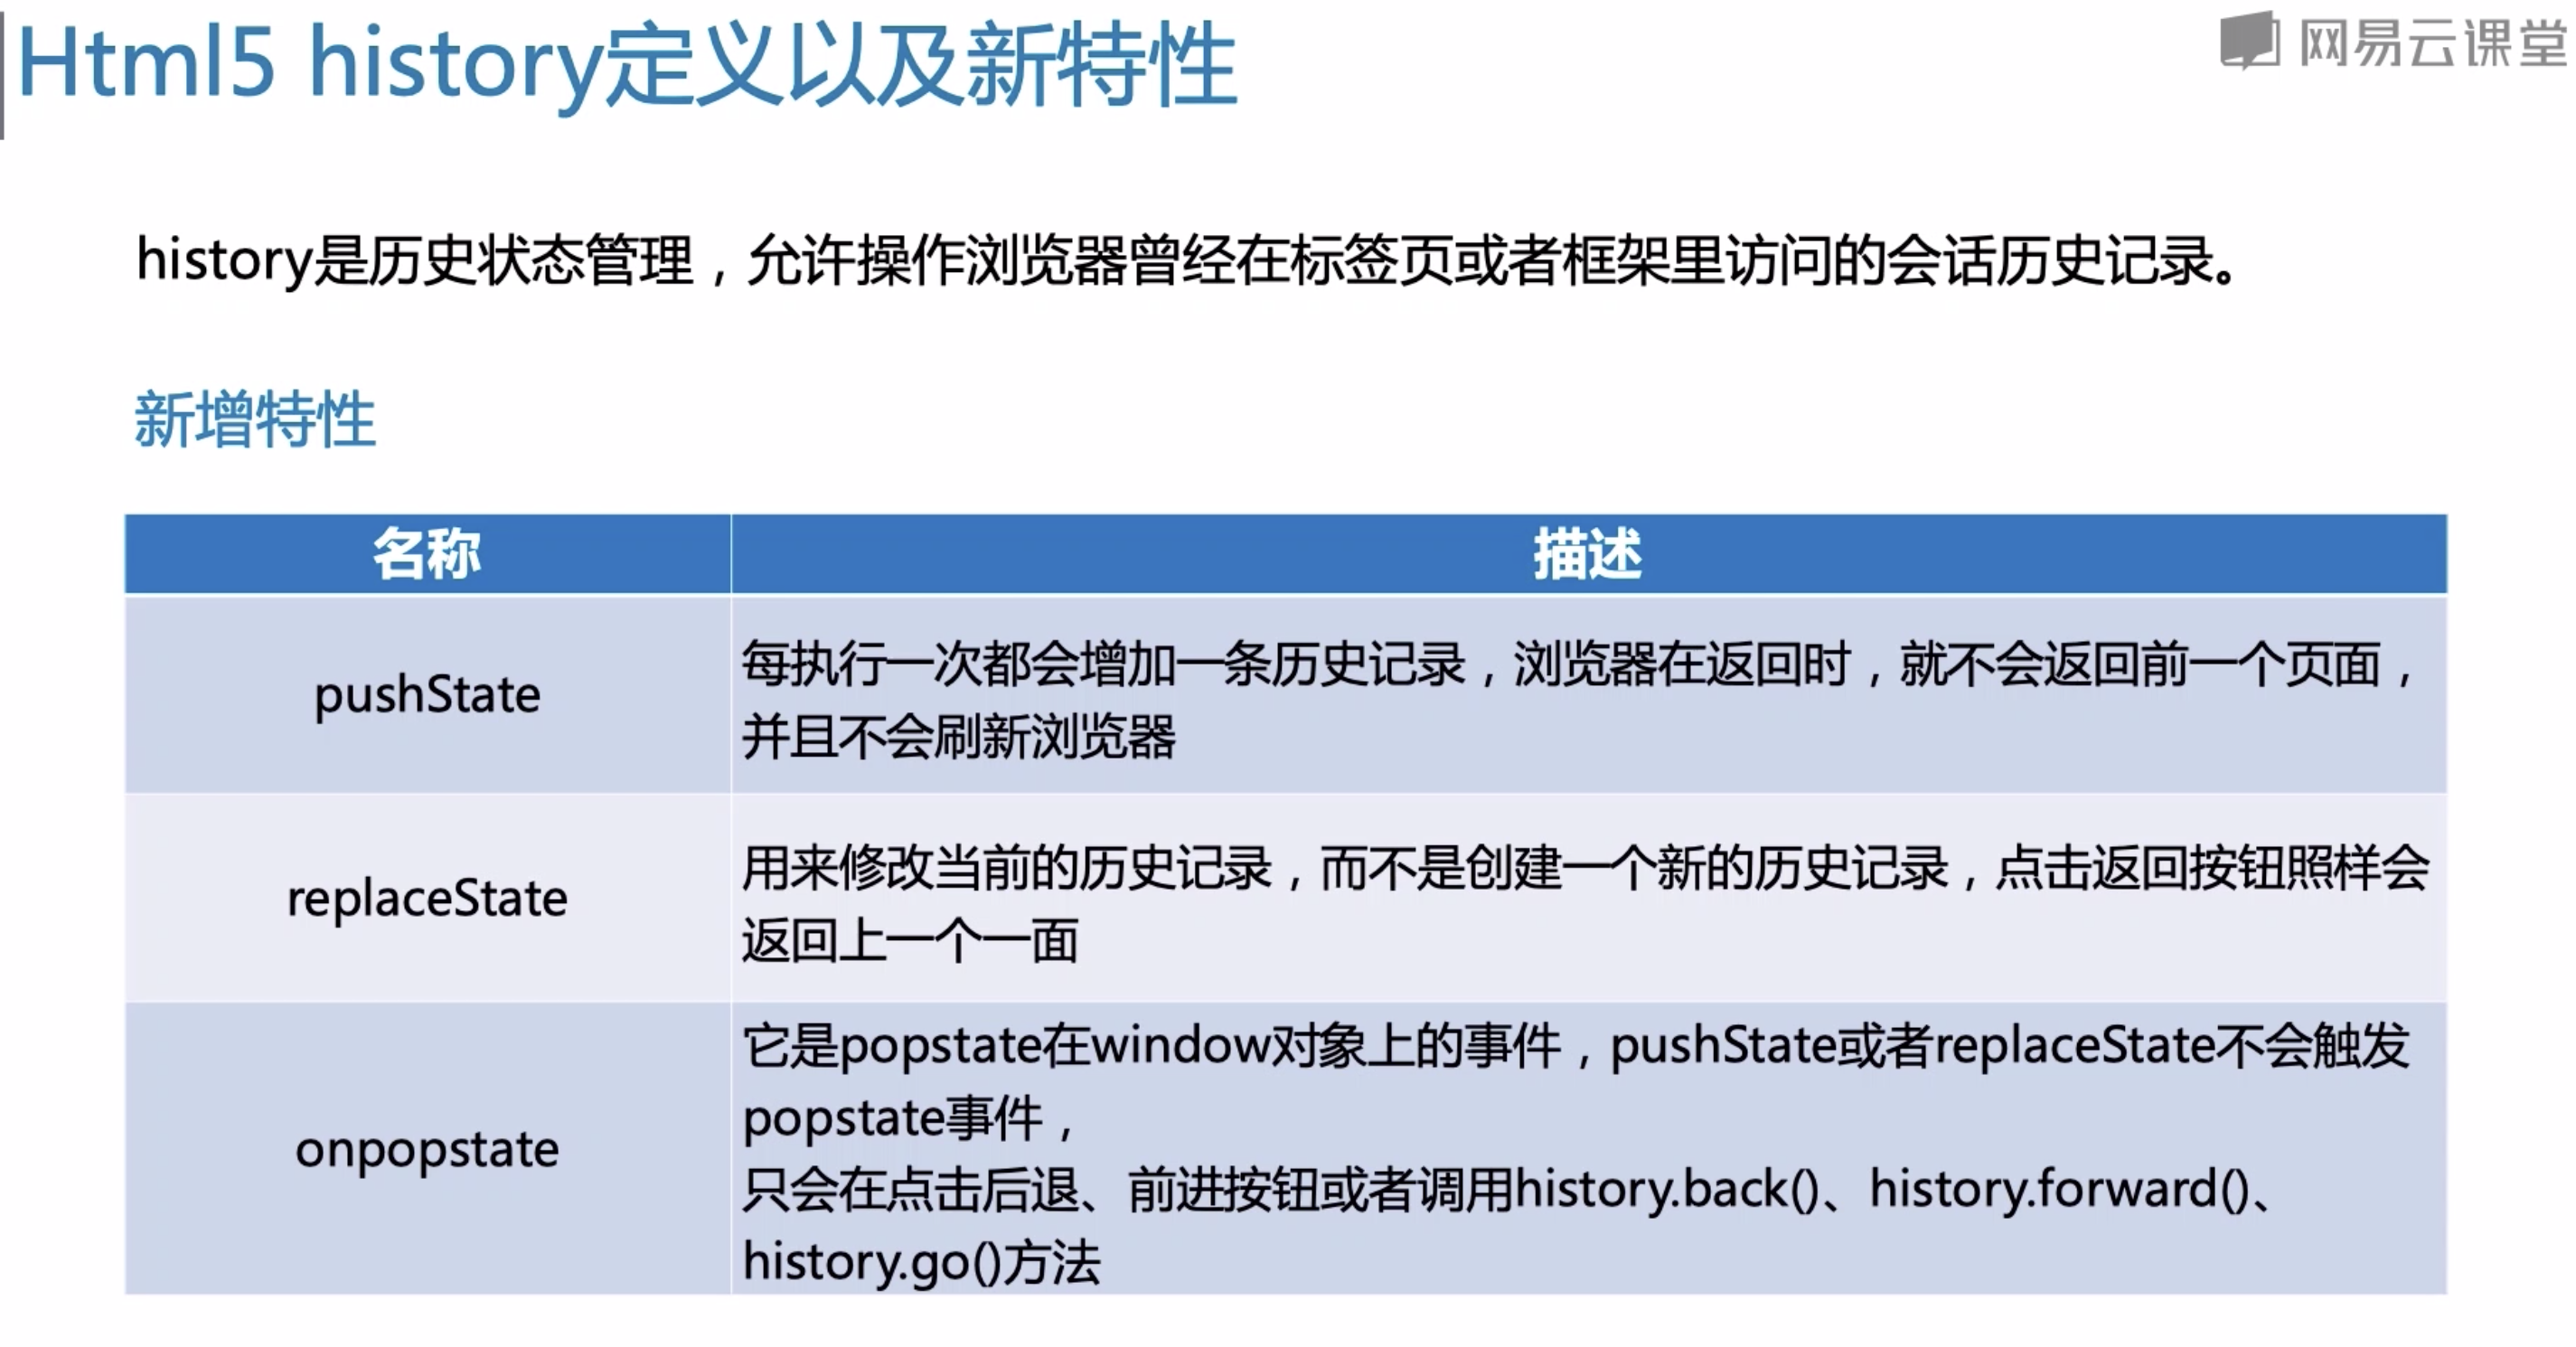 Html5 history定义以及新特性
网易云课堂
history是历史状态管理，允许操作浏览器曾经在标签页或者框架里访问的会话历史记录。
新增特性
名称
描述
pushState
每执行一次都会增加一条历史记录，浏览器在返回时，就不会返回前一个页面，
并且不会刷新浏览器
replaceState
用来修改当前的历史记录，而不是创建一个新的历史记录，点击返回按钮照样会
返回上一个一面
onpopstate
它是popstate在window对象上的事件，pushState或者replaceState不会触发
popstate事件，
只会在点击后退、前进按钮或者调用history.back()、history.forward()、
history.go()方法